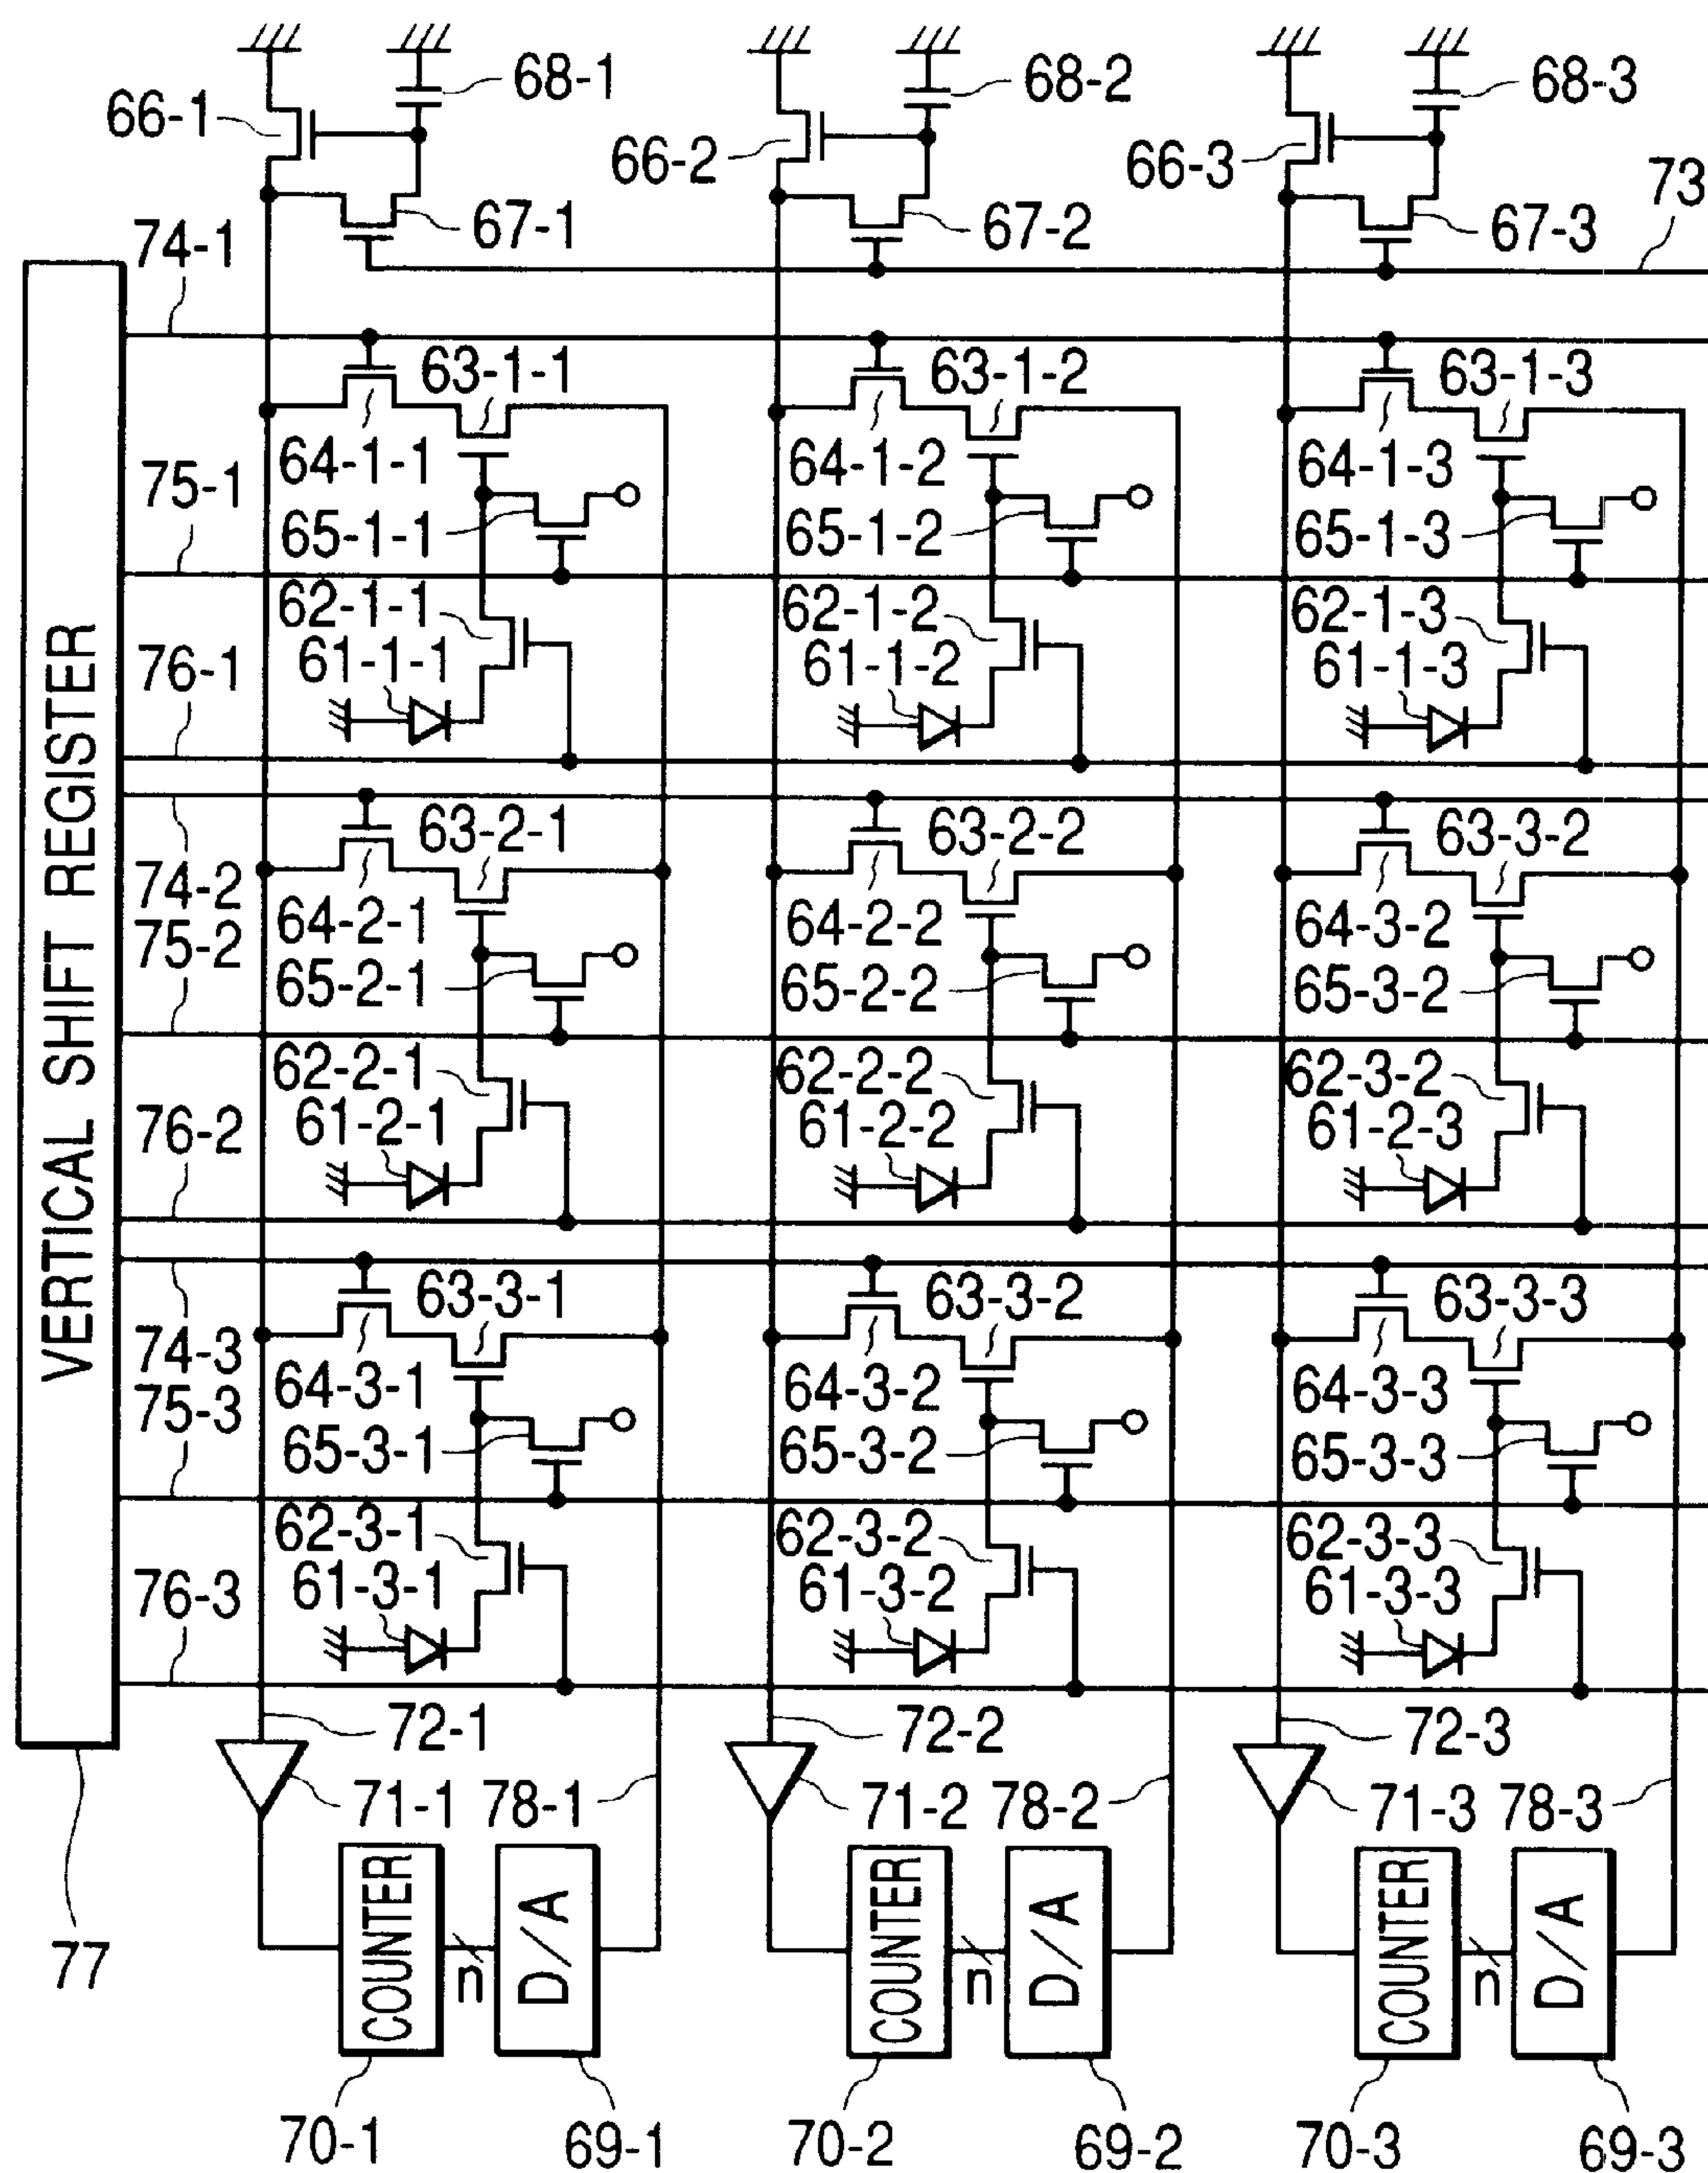 68-1 68-2 68-3
66-1 66-2 66-3
73
74-1 67-1 67-2 67-3
63-1-1 63-1-2 63-1-3
64-1-1 64-1-2 64-1-3
75-1
65-1-1 65-1-2 65-1-3
62-1-1 62-1-2 62-1-3
76-1 61-1-1 61-1-2 61-1-3
VERTICAL SHIFT REGISTER
63-2-1 63-2-2 63-3-2
74-2
64-2-1 64-2-2 64-3-2
75-2
65-2-1 65-2-2 65-3-2
62-2-1 62-2-2 62-3-2
76-2 61-2-1 61-2-2 61-2-3
63-3-1 63-3-2 63-3-3
74-3
64-3-1 64-3-2 64-3-3
75-3
65-3-1 65-3-2 65-3-3
62-3-1 62-3-2 62-3-3
76-3 61-3-1 61-3-2 61-3-3
72-1 72-2 72-3
71-1 78-1 71-2 78-2 71-3 78-3
COUNTER n D/A COUNTER n D/A COUNTER n D/A
77
70-1 69-1 70-2 69-2 70-3 69-3